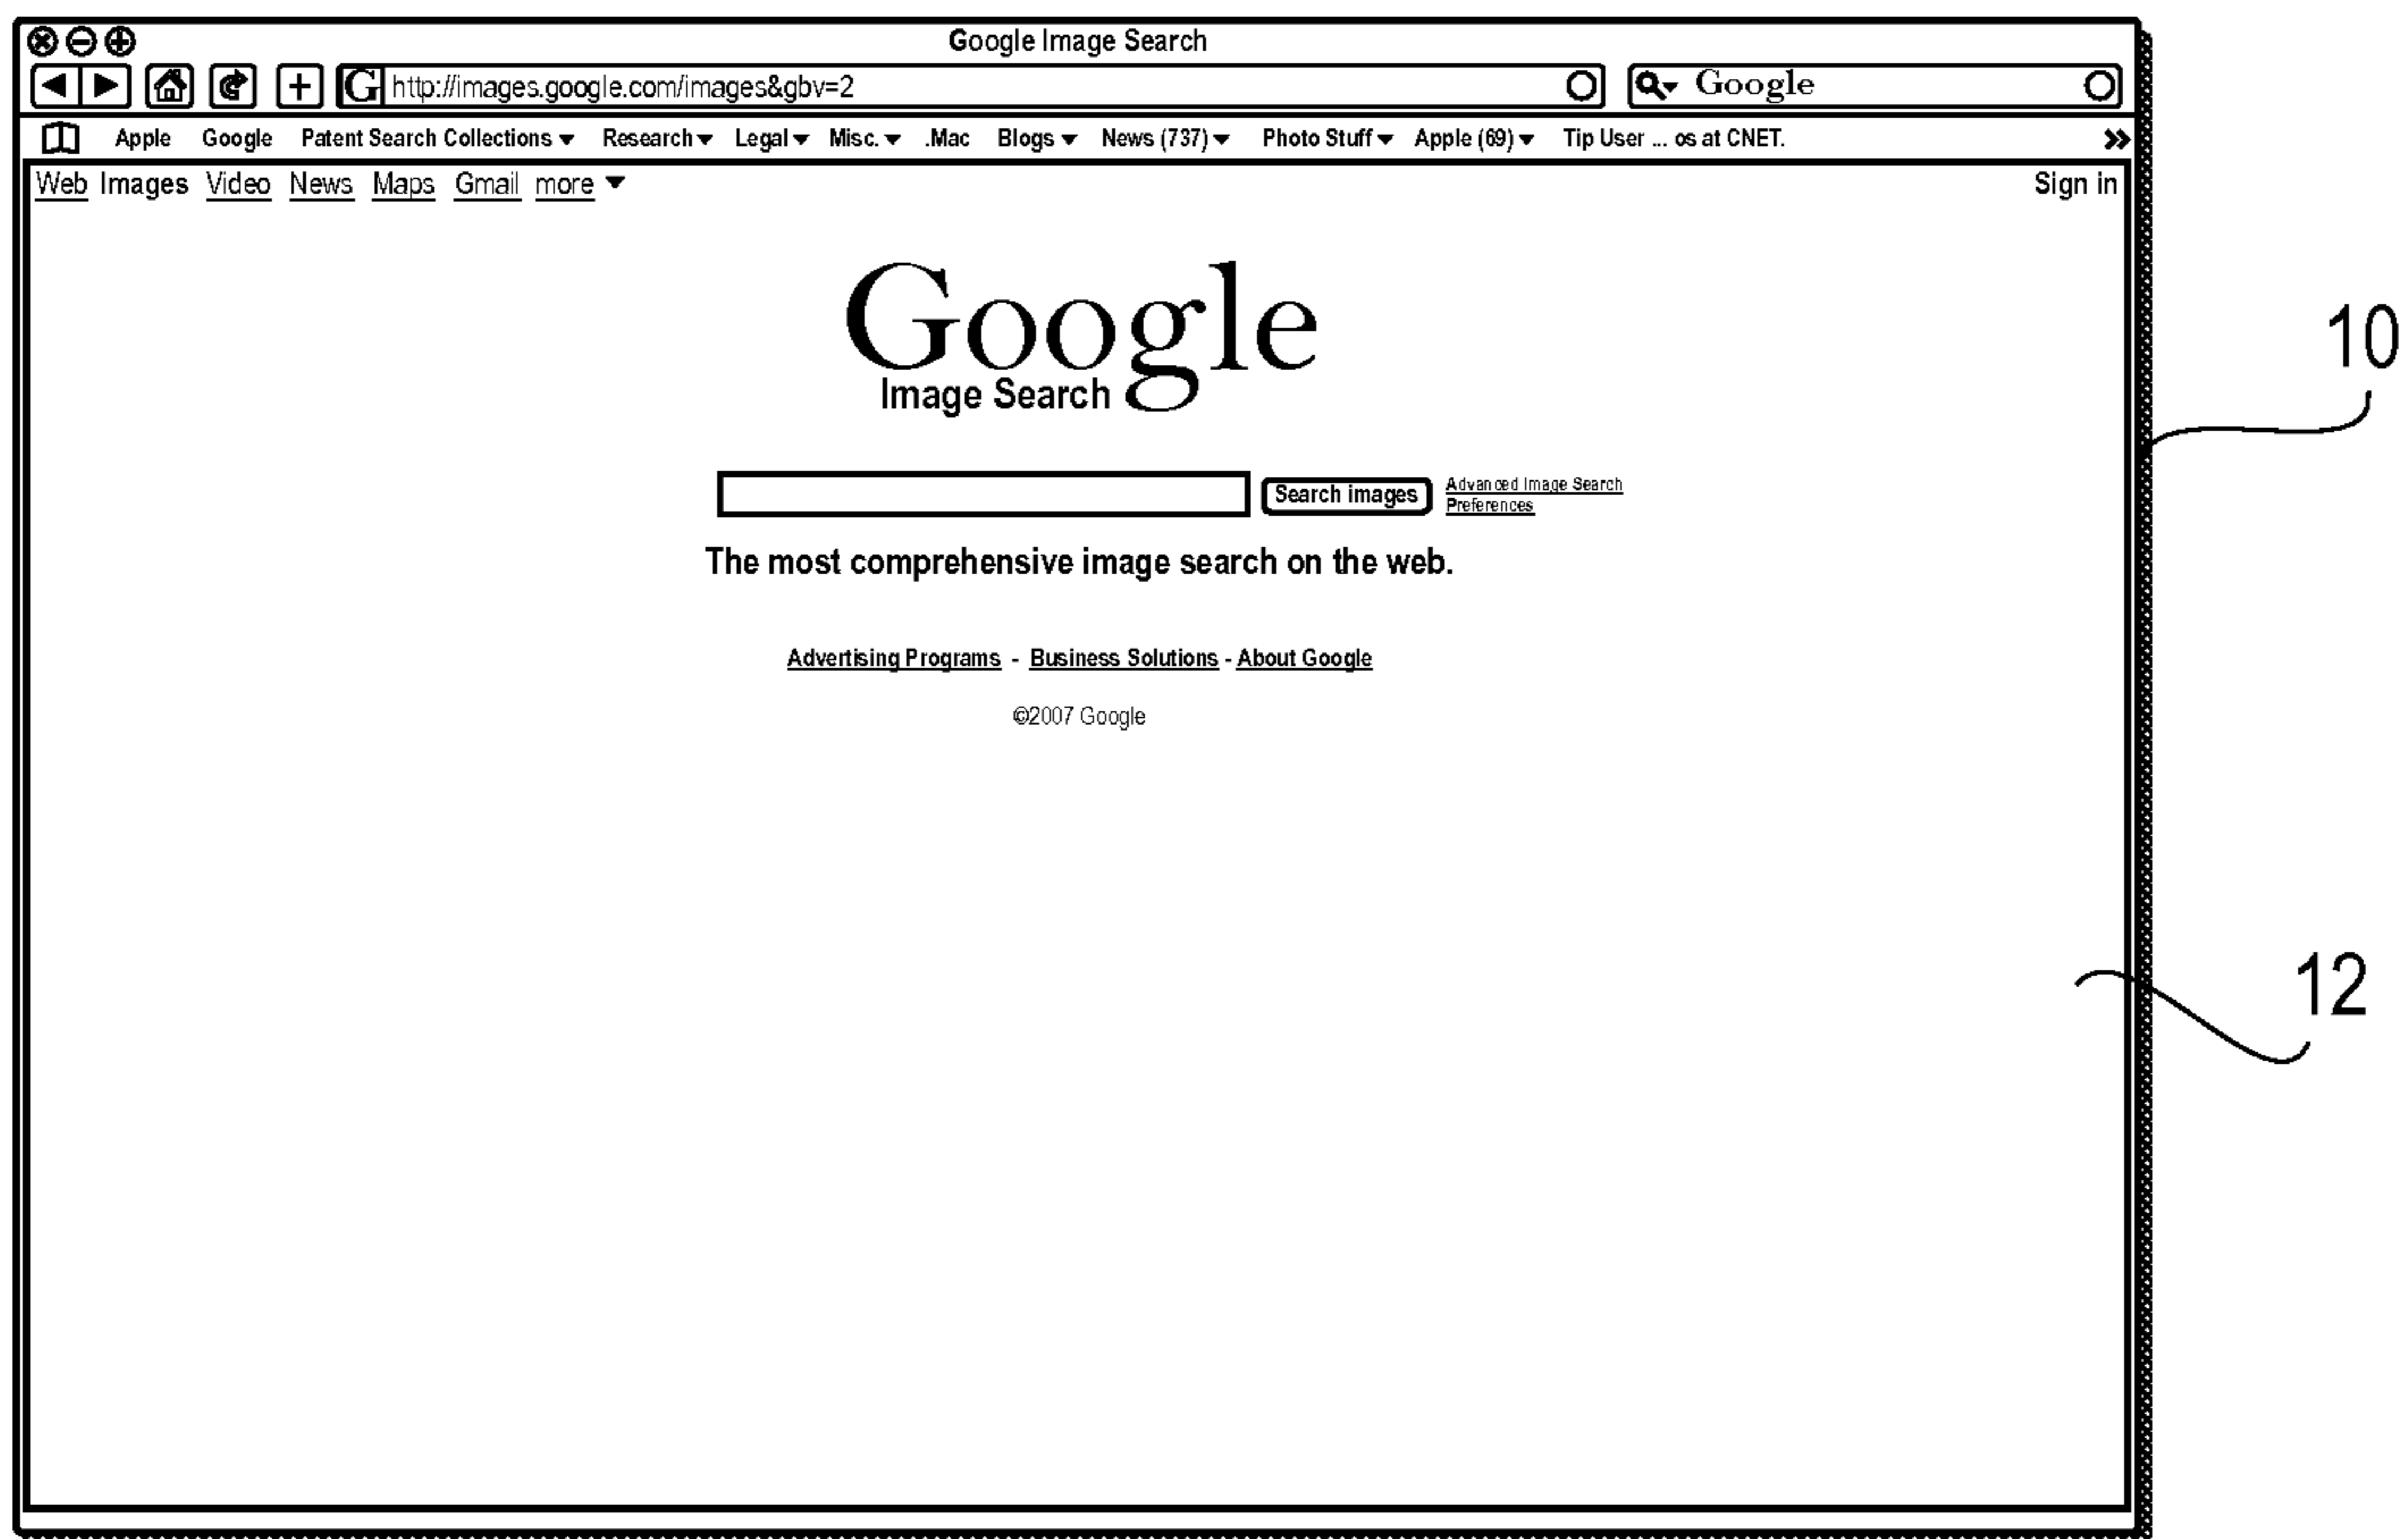 Google Image Search
G http://images.google.com/images&gbv=2 Google
Apple Google Patent Search Collections Research Legal Misc. .Mac Blogs News (737) Photo Stuff Apple (69) Tip User ... os at CNET.
Web Images Video News Maps Gmail more Sign in
Google
Image Search
10
Search images Advanced Image Search
Preferences
The most comprehensive image search on the web.
Advertising Programs - Business Solutions - About Google
©2007 Google
12